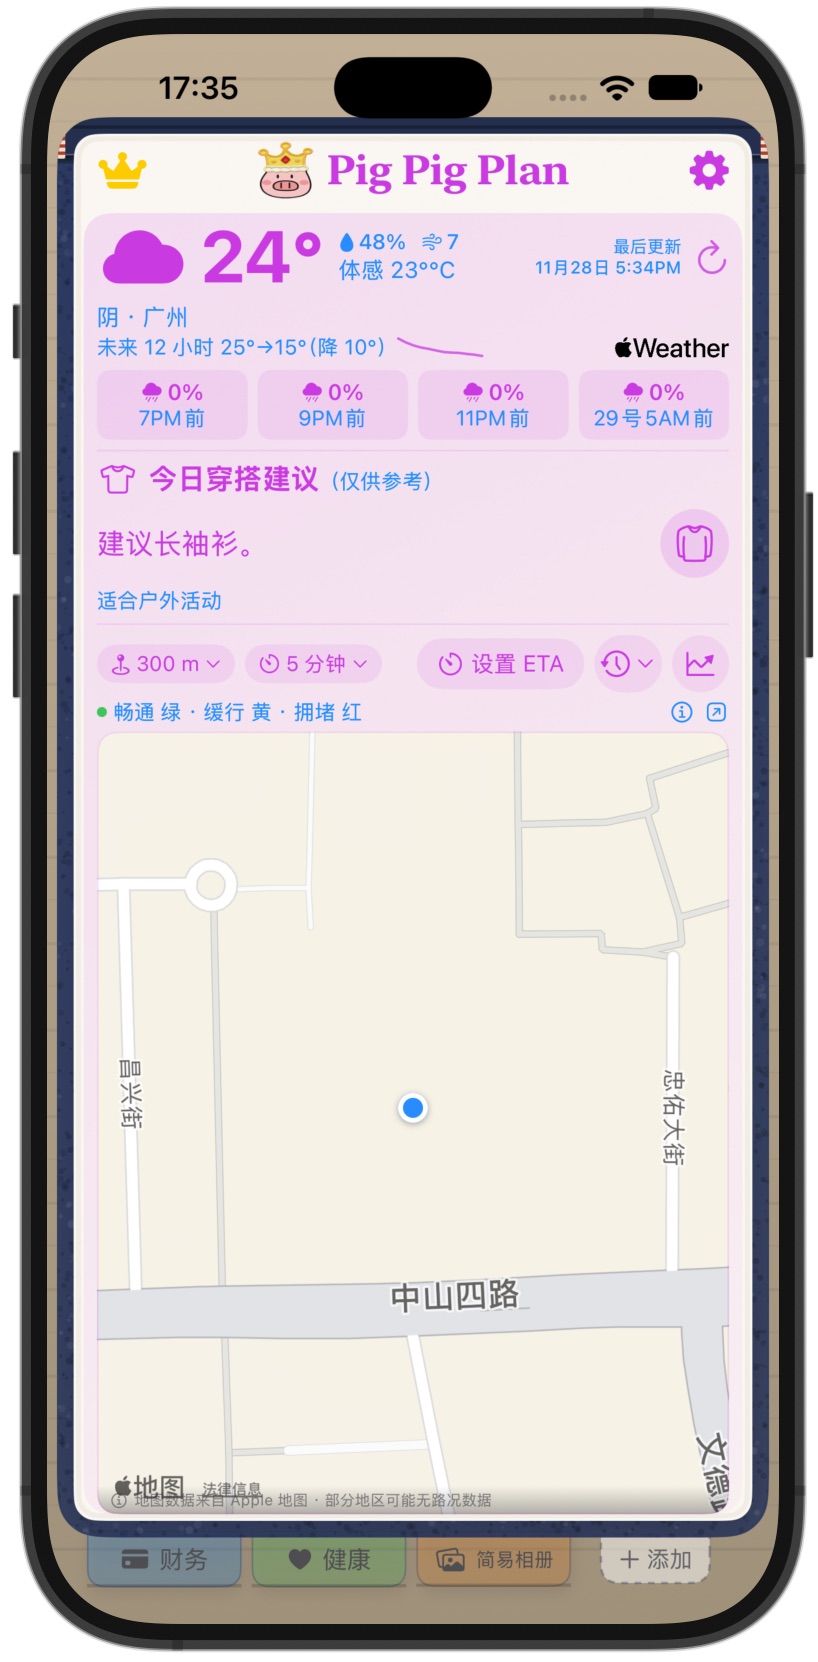 17:35
Pig Pig Plan
24° 48% 7
体感 23°°C
最后更新
11月28日 5:34PM
阴 · 广州
未来 12 小时 25°→15°(降 10°)
Weather
0% 0% 0% 0%
7PM前 9PM前 11PM前 29号5AM前
今日穿搭建议 (仅供参考)
建议长袖衫。
适合户外活动
300 m 5 分钟 设置 ETA
畅通 绿 · 缓行 黄 · 拥堵 红
昌兴街
忠佑大街
中山四路
文德
地图 法律信息
地图数据来自 Apple 地图 · 部分地区可能无路况数据
财务 健康 简易相册 + 添加